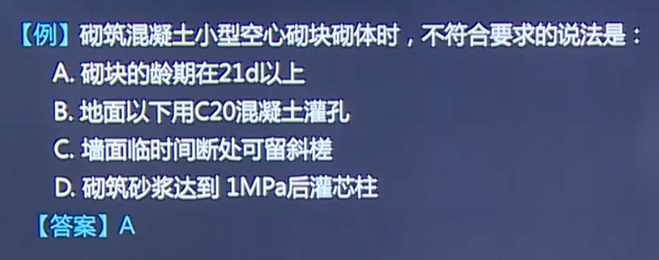 【例】砌筑混凝土小型空心砌块砌体时，不符合要求的说法是：
A. 砌块的龄期在21d以上
B. 地面以下用C20混凝土灌孔
C. 墙面临时间断处可留斜槎
D. 砌筑砂浆达到 1MPa后灌芯柱
【答案】A